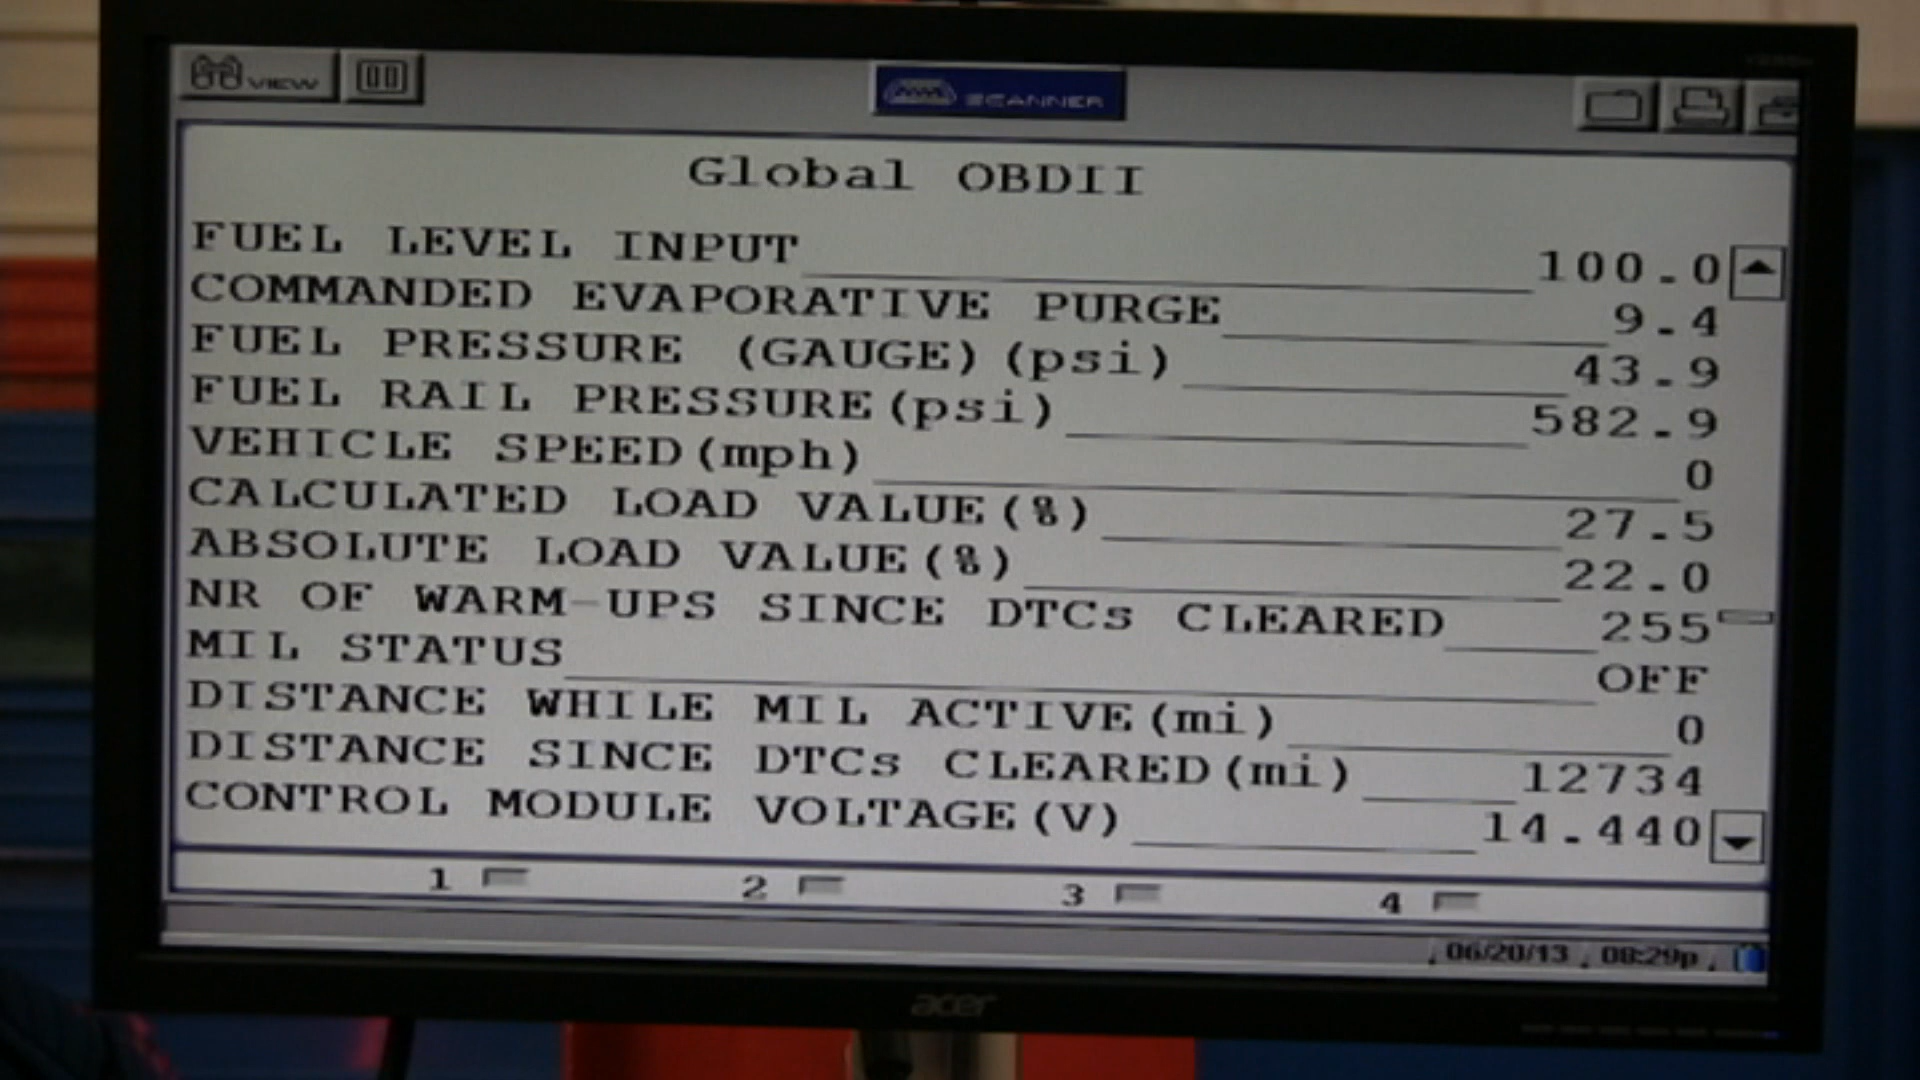 VIEW
SCANNER
Global OBDII
FUEL LEVEL INPUT 100.0
COMMANDED EVAPORATIVE PURGE 9.4
FUEL PRESSURE (GAUGE)(psi) 43.9
FUEL RAIL PRESSURE(psi) 582.9
VEHICLE SPEED(mph) 0
CALCULATED LOAD VALUE(%) 27.5
ABSOLUTE LOAD VALUE(%) 22.0
NR OF WARM-UPS SINCE DTCs CLEARED 255
MIL STATUS OFF
DISTANCE WHILE MIL ACTIVE(mi) 0
DISTANCE SINCE DTCs CLEARED(mi) 12734
CONTROL MODULE VOLTAGE(V) 14.440
1 2 3 4
06/20/13 08:29p
acer